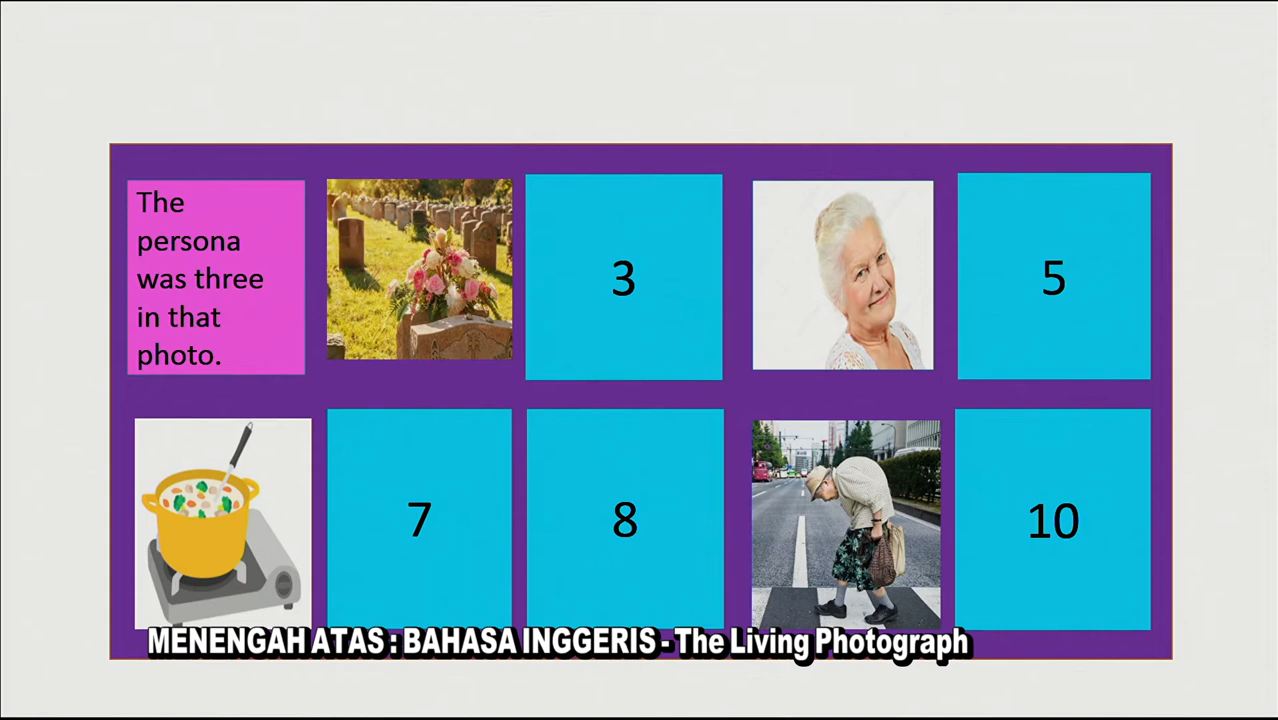 The
persona
was three
in that
photo.
3
5
7
8
10
MENENGAH ATAS : BAHASA INGGERIS - The Living Photograph